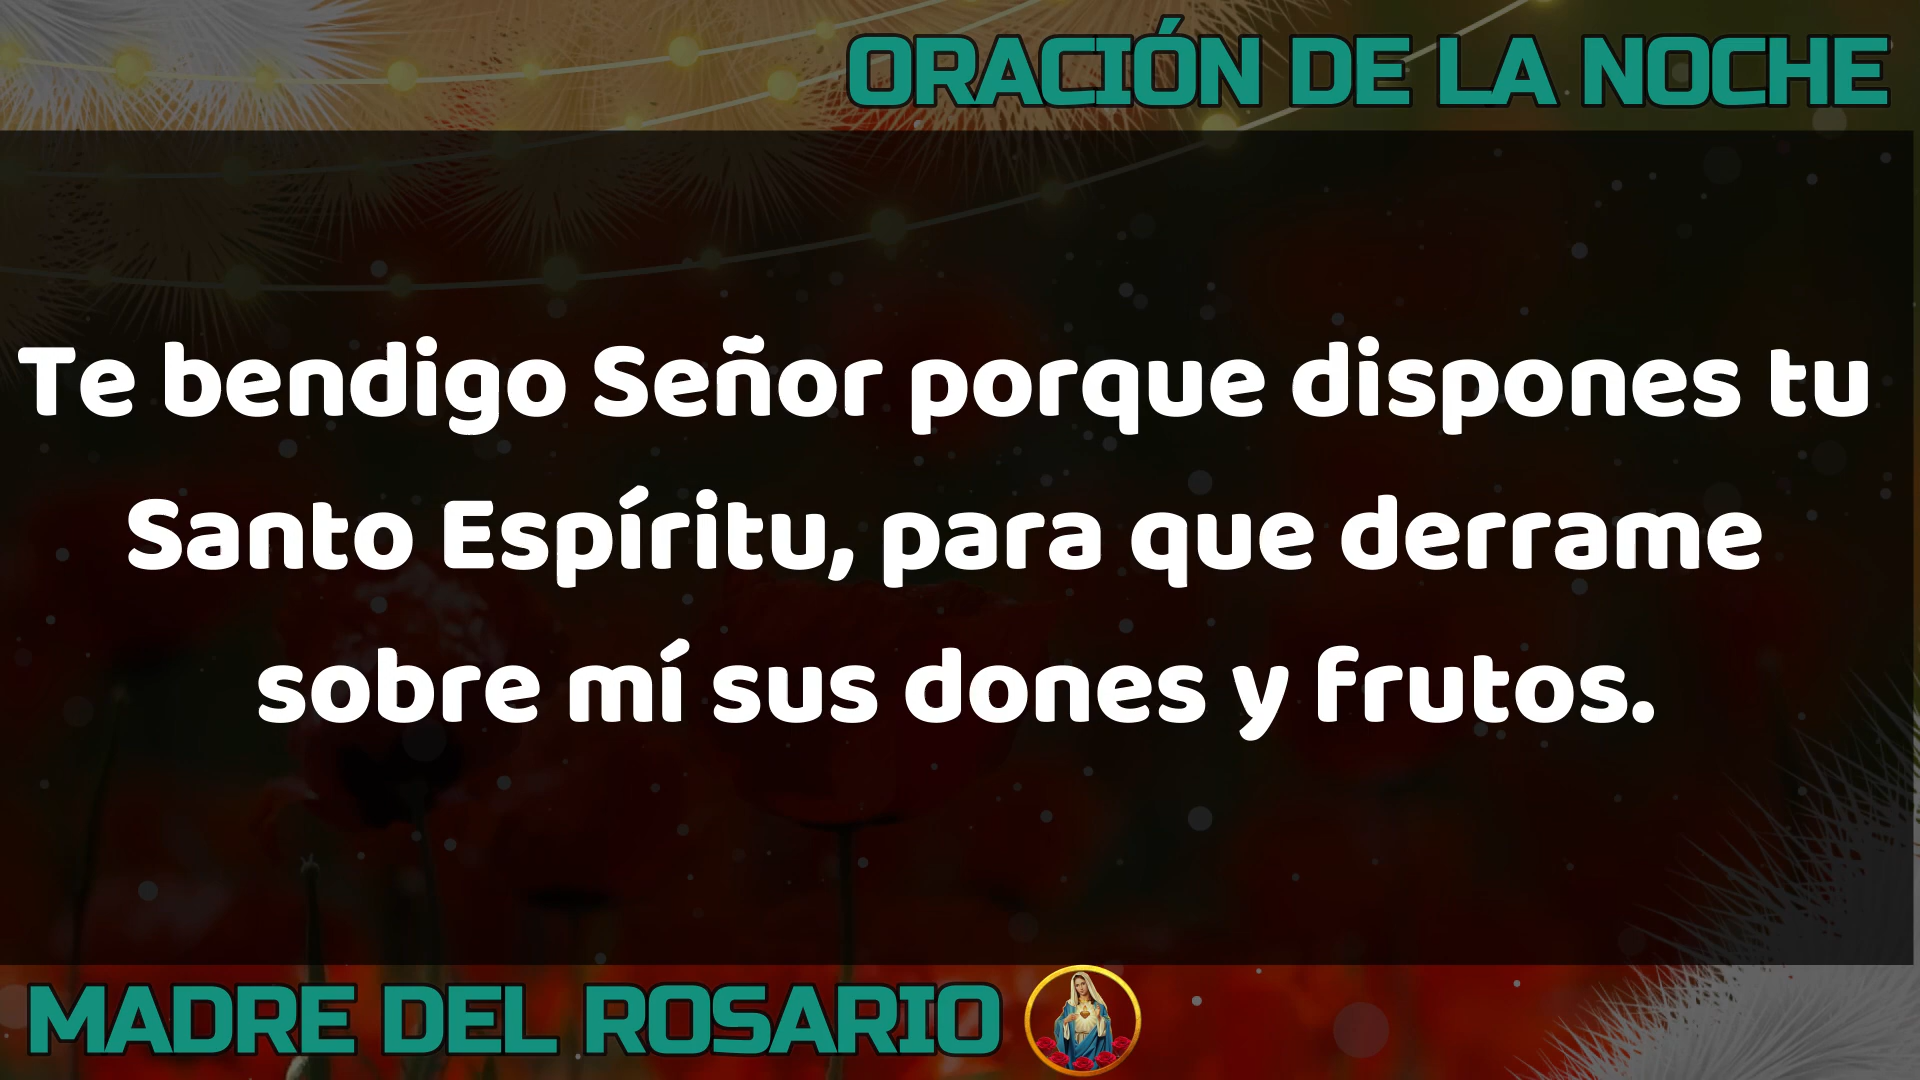 ORACIÓN DE LA NOCHE
Te bendigo Señor porque dispones tu
Santo Espíritu, para que derrame
sobre mí sus dones y frutos.
MADRE DEL ROSARIO